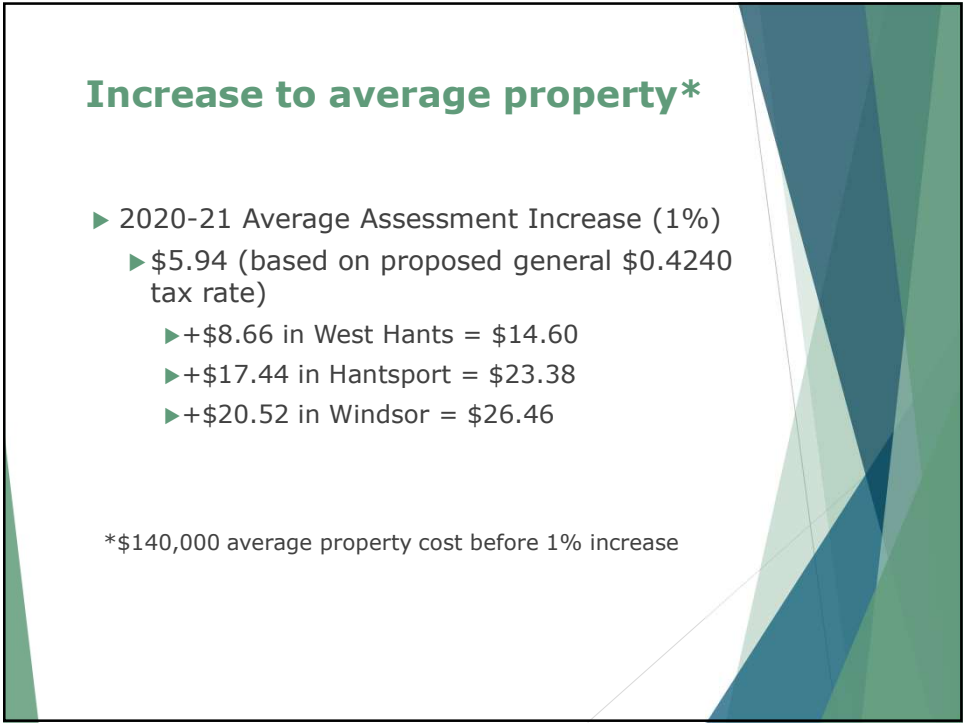 Increase to average property*
2020-21 Average Assessment Increase (1%)
$5.94 (based on proposed general $0.4240
tax rate)
+$8.66 in West Hants = $14.60
+$17.44 in Hantsport = $23.38
+$20.52 in Windsor = $26.46
*$140,000 average property cost before 1% increase